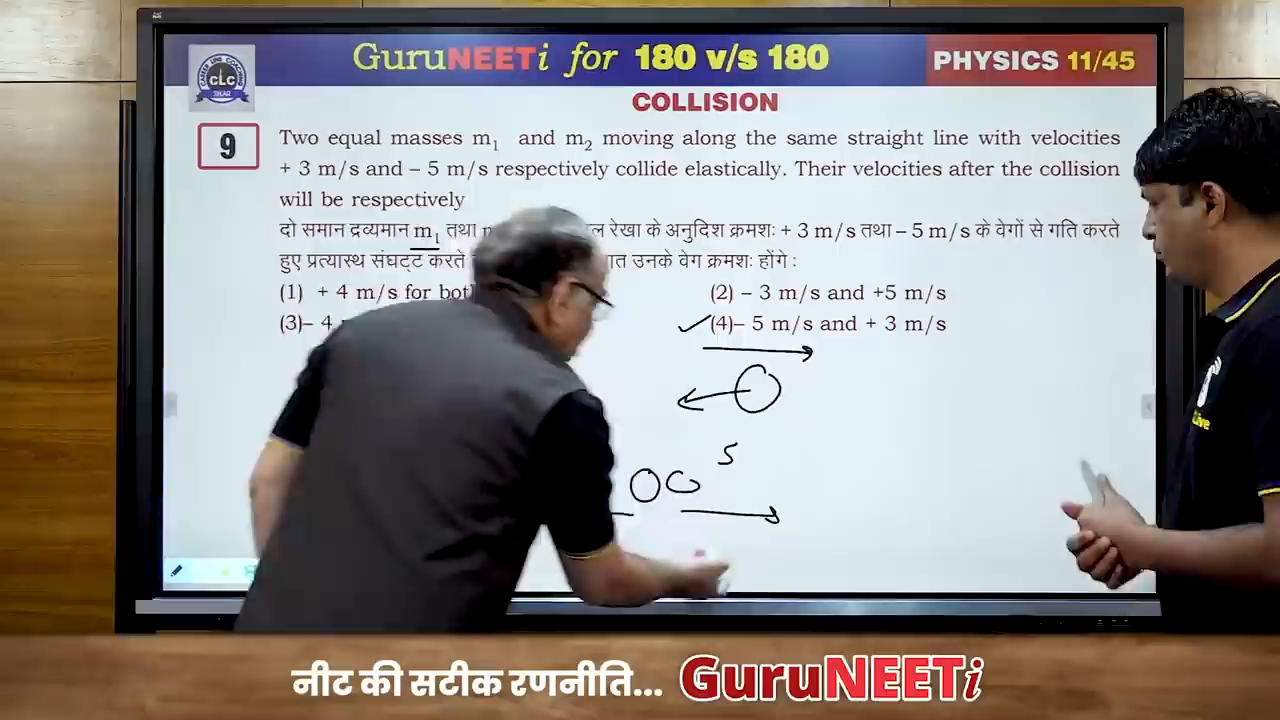 GuruNEETi for 180 v/s 180
PHYSICS 11/45
CLC
COLLISION
9
Two equal masses m₁ and m₂ moving along the same straight line with velocities
+ 3 m/s and – 5 m/s respectively collide elastically. Their velocities after the collision
will be respectively
दो समान द्रव्यमान m₁ तथा रेखा के अनुदिश क्रमशः + 3 m/s तथा – 5 m/s के वेगों से गति करते
हुए प्रत्यास्थ संघट्ट करते उनके वेग क्रमशः होंगे :
(1) + 4 m/s for both
(2) – 3 m/s and +5 m/s
(3)– 4
(4)– 5 m/s and + 3 m/s
5
नीट की सटीक रणनीति... GuruNEETi